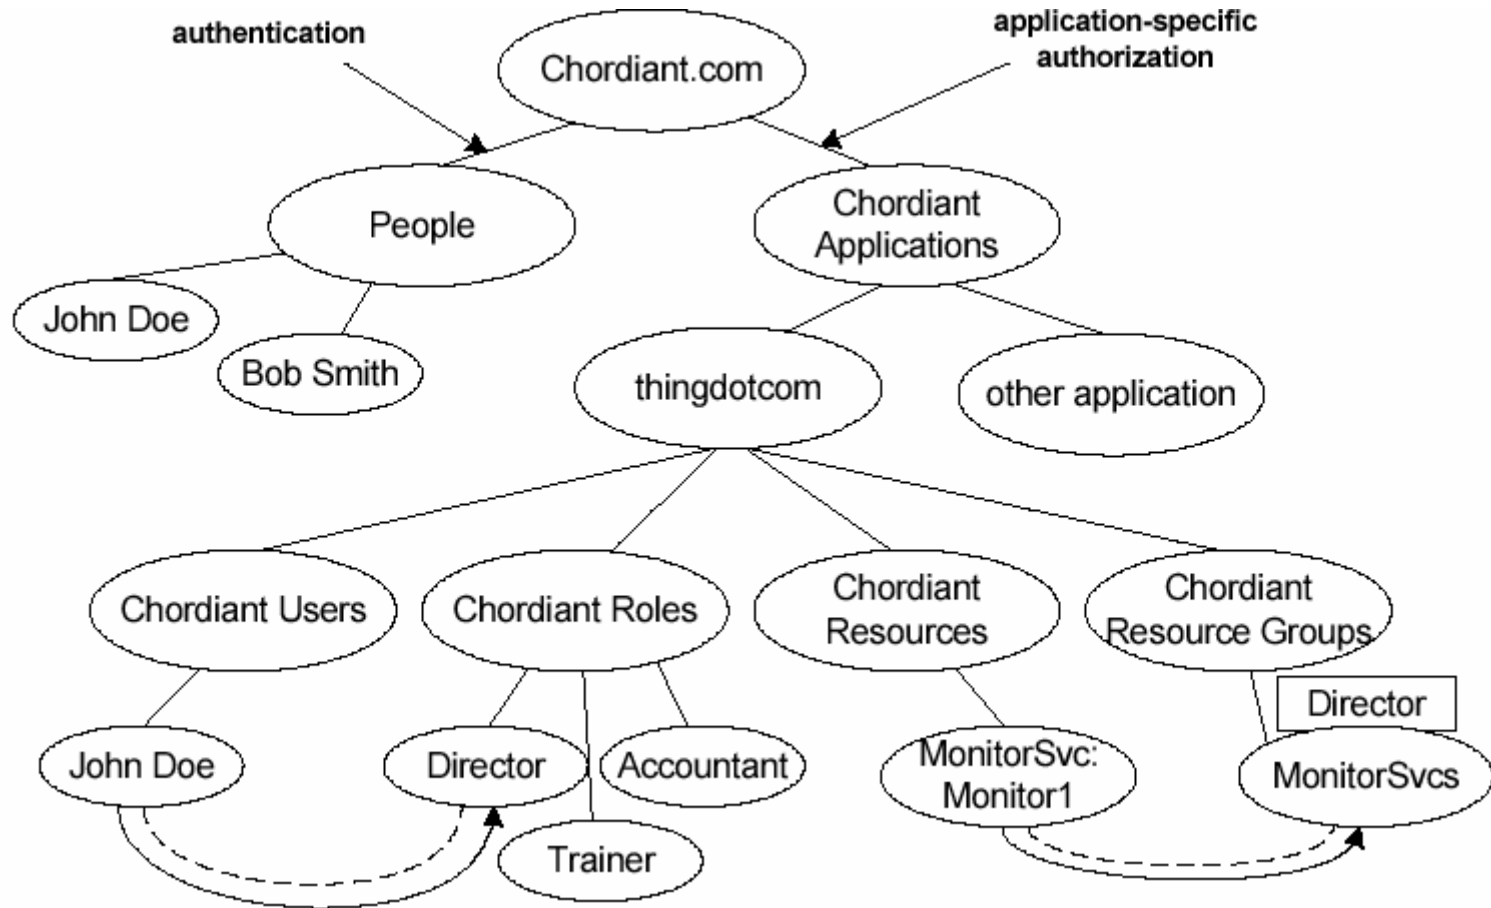 authentication
application-specific
authorization
Chordiant.com
People
Chordiant
Applications
John Doe
Bob Smith
thingdotcom
other application
Chordiant Users
Chordiant Roles
Chordiant
Resources
Chordiant
Resource Groups
Director
John Doe
Director
Accountant
MonitorSvc:
Monitor1
MonitorSvcs
Trainer